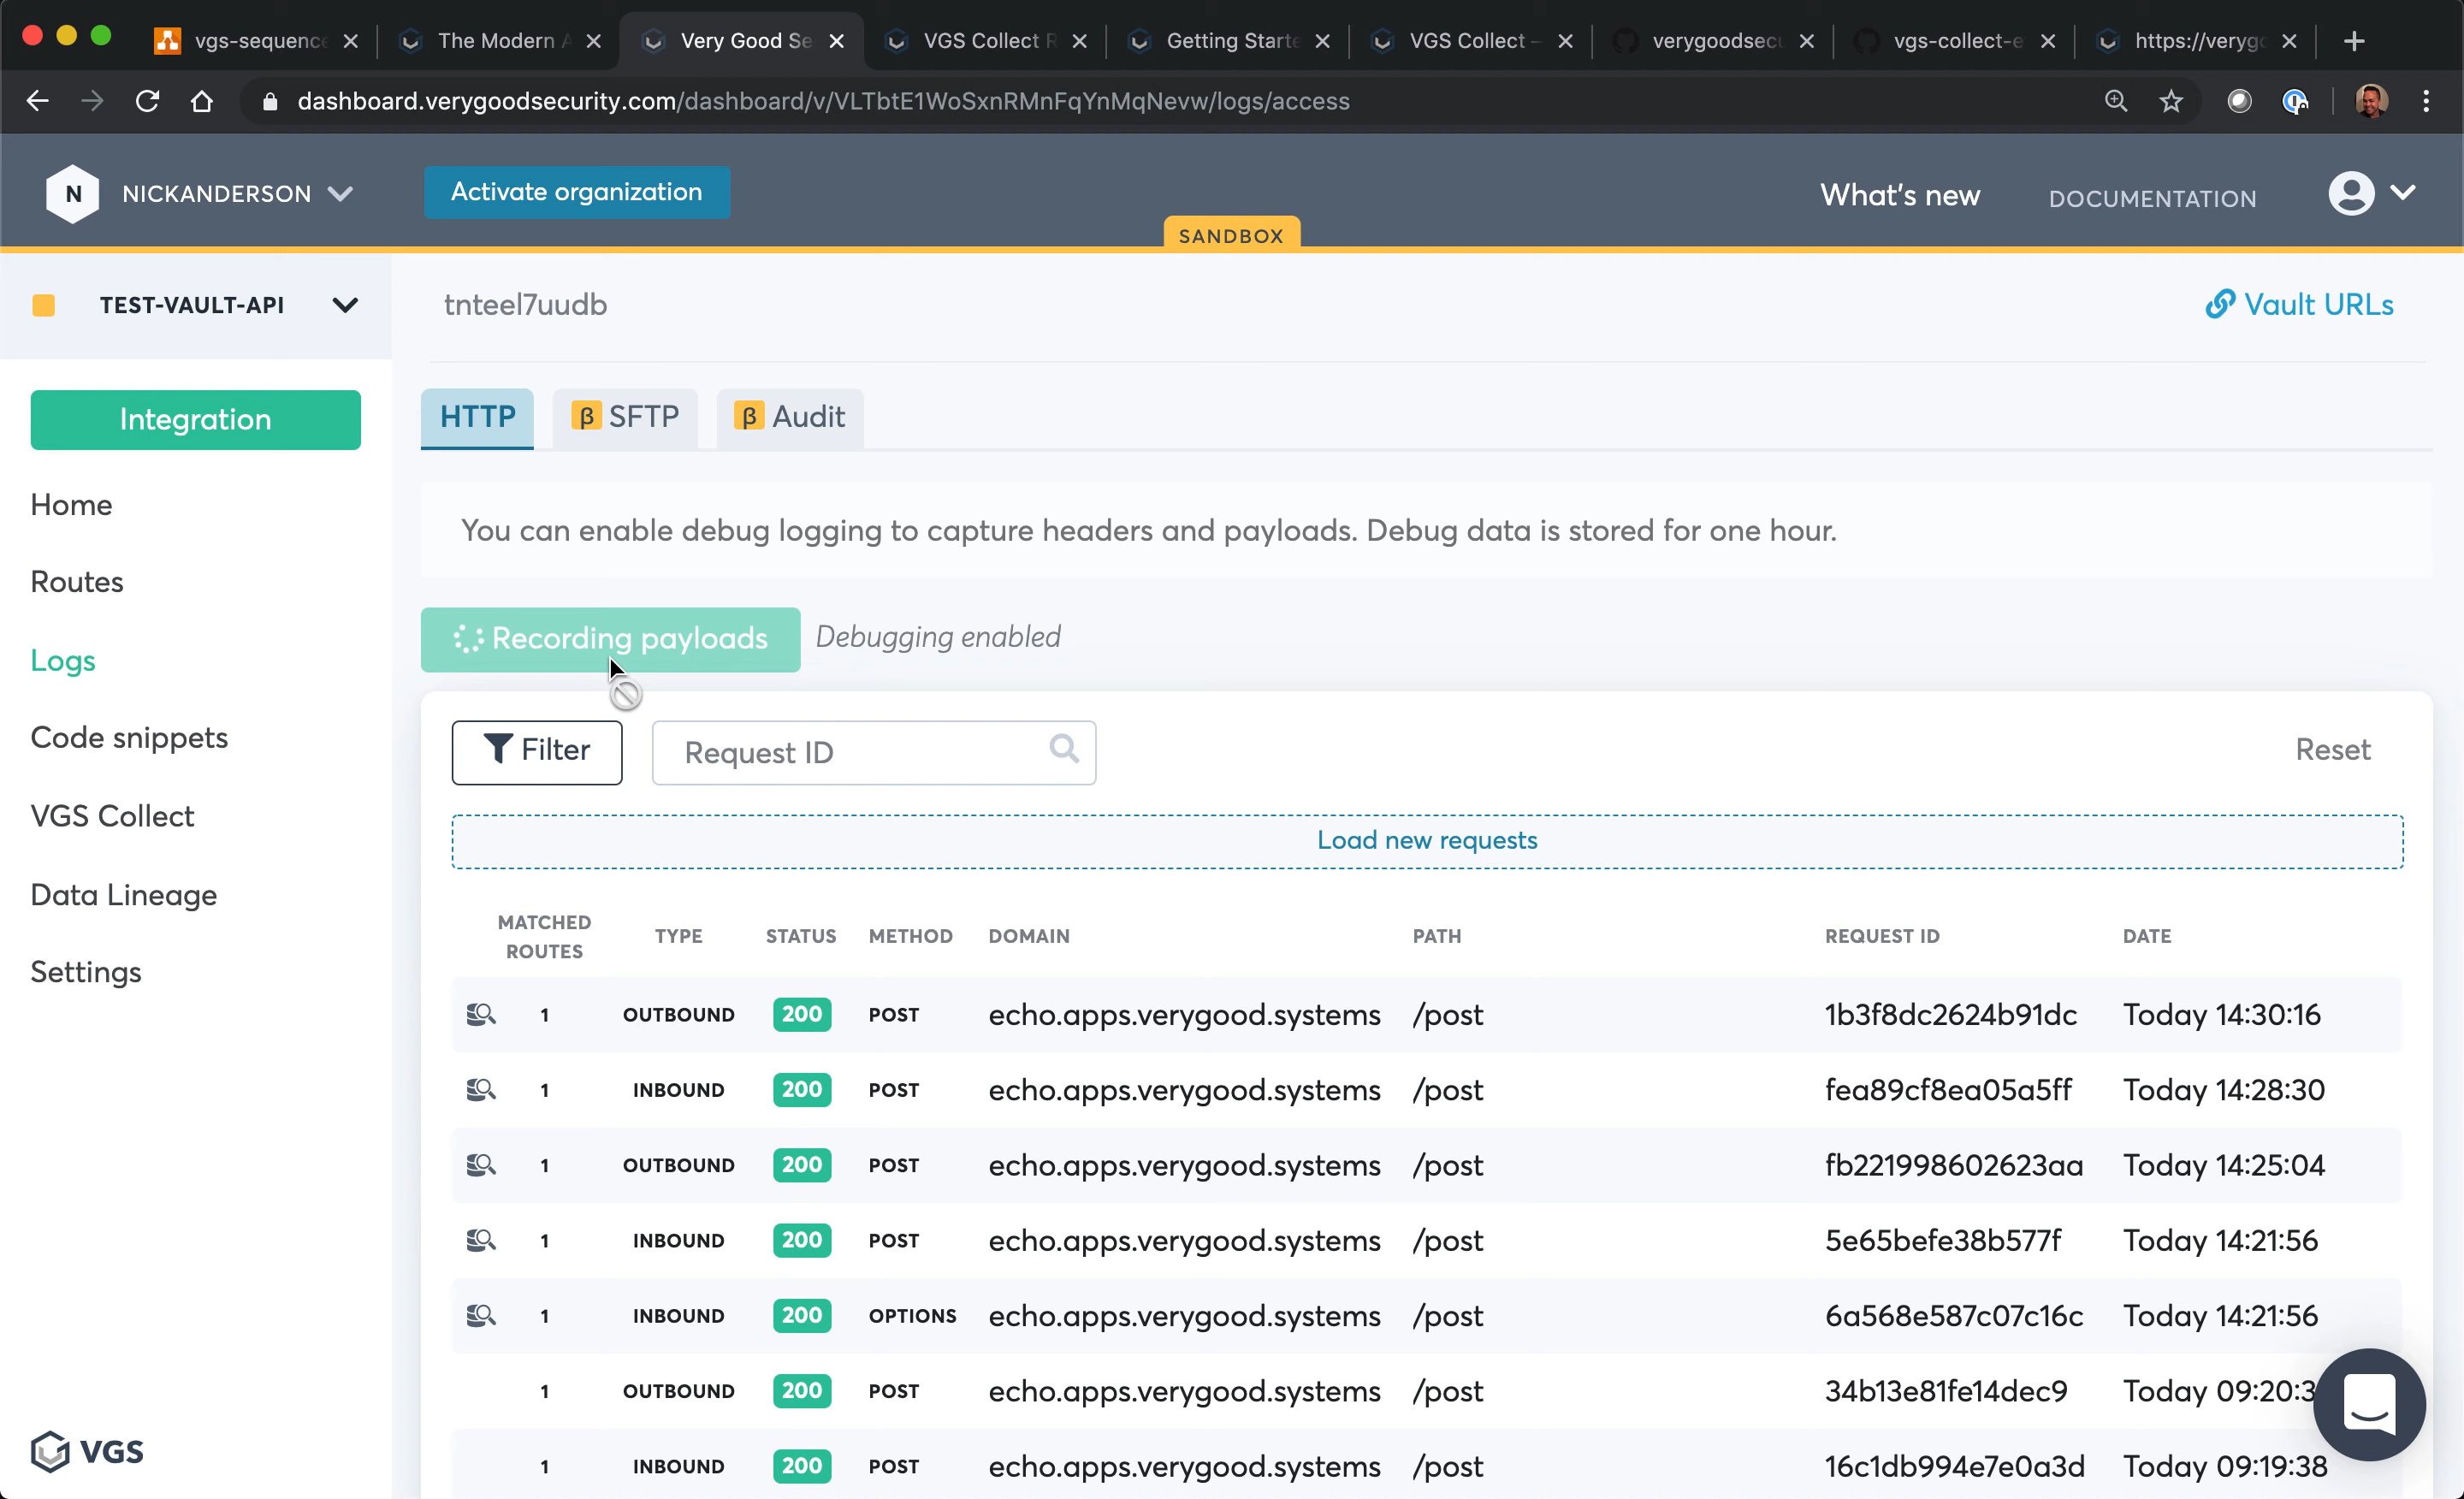 vgs-sequence
The Modern A
Very Good Se
VGS Collect R
Getting Starte
VGS Collect –
verygoodsecu
vgs-collect-e
https://verygo
dashboard.verygoodsecurity.com/dashboard/v/VLTbtE1WoSxnRMnFqYnMqNevw/logs/access
N NICKANDERSON
Activate organization
SANDBOX
What's new
DOCUMENTATION
TEST-VAULT-API
tnteel7uudb
Vault URLs
Integration
Home
Routes
Logs
Code snippets
VGS Collect
Data Lineage
Settings
VGS
HTTP
β SFTP
β Audit
You can enable debug logging to capture headers and payloads. Debug data is stored for one hour.
Recording payloads
Debugging enabled
Filter
Request ID
Reset
Load new requests
MATCHED ROUTES TYPE STATUS METHOD DOMAIN PATH REQUEST ID DATE
1 OUTBOUND 200 POST echo.apps.verygood.systems /post 1b3f8dc2624b91dc Today 14:30:16
1 INBOUND 200 POST echo.apps.verygood.systems /post fea89cf8ea05a5ff Today 14:28:30
1 OUTBOUND 200 POST echo.apps.verygood.systems /post fb221998602623aa Today 14:25:04
1 INBOUND 200 POST echo.apps.verygood.systems /post 5e65befe38b577f Today 14:21:56
1 INBOUND 200 OPTIONS echo.apps.verygood.systems /post 6a568e587c07c16c Today 14:21:56
1 OUTBOUND 200 POST echo.apps.verygood.systems /post 34b13e81fe14dec9 Today 09:20:3
1 INBOUND 200 POST echo.apps.verygood.systems /post 16c1db994e7e0a3d Today 09:19:38